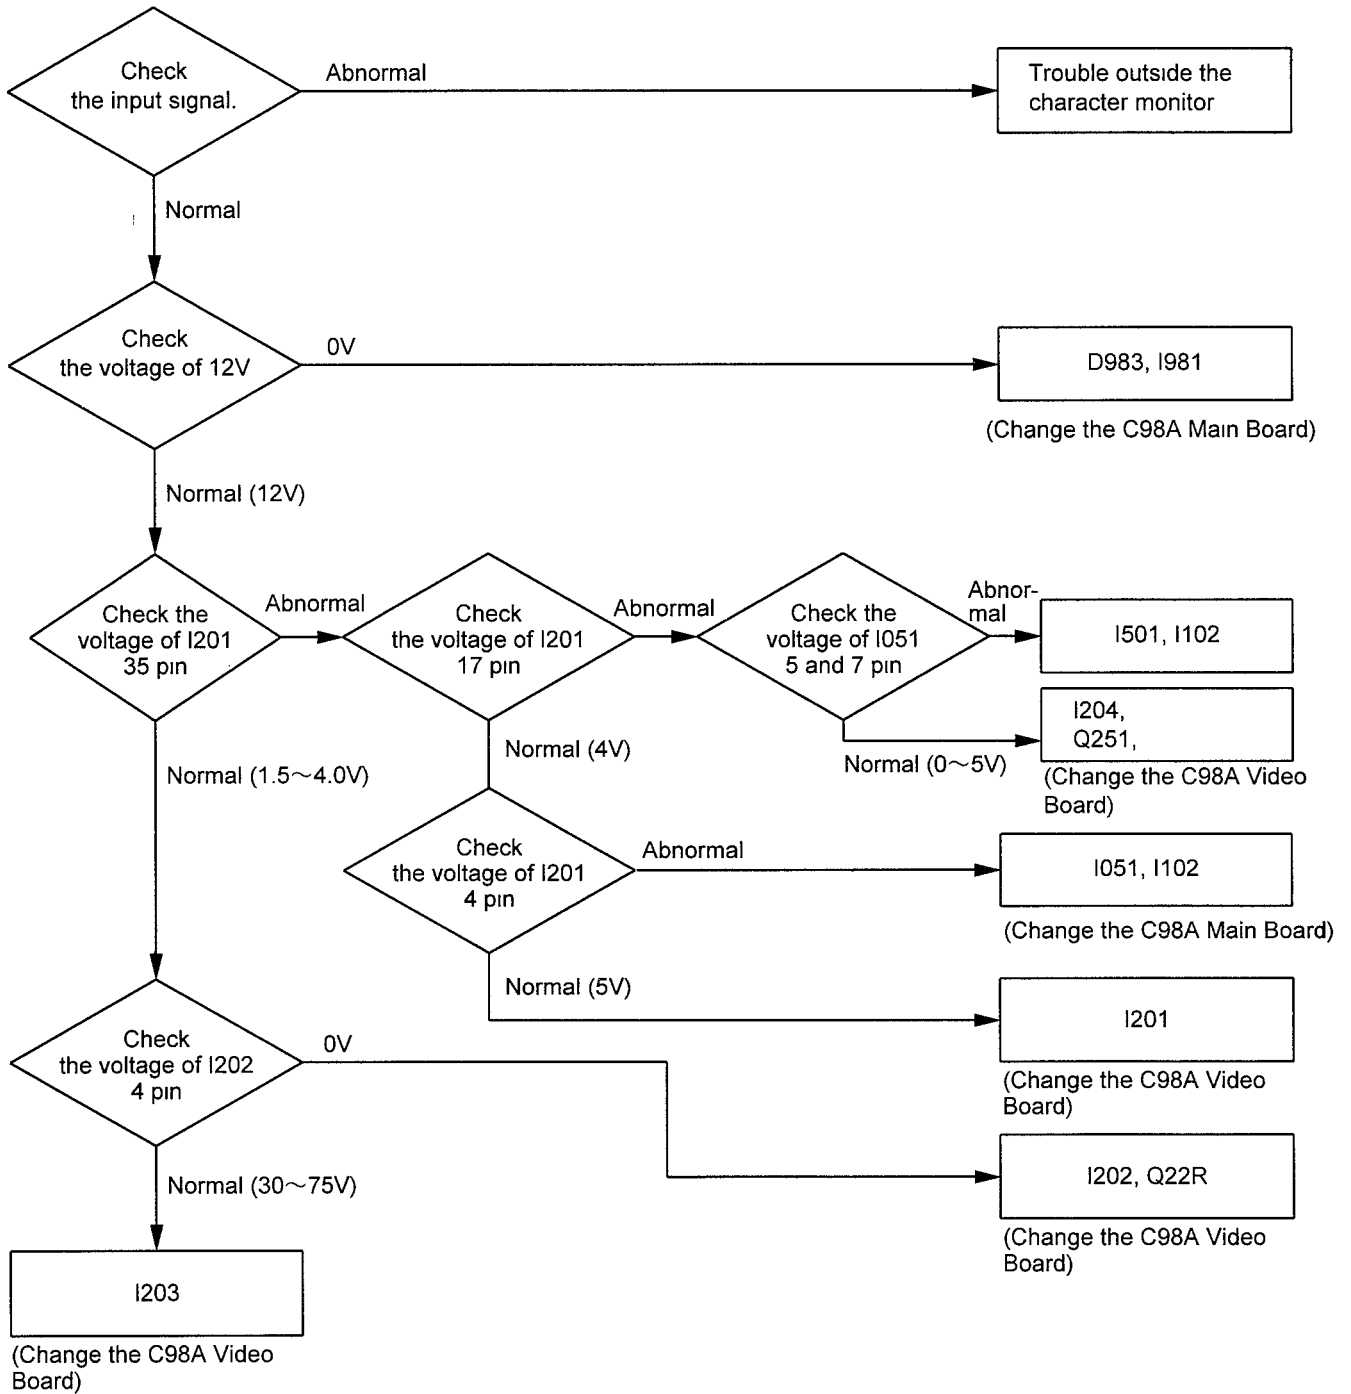 Check
the input signal.
Abnormal
Trouble outside the
character monitor
Normal
Check
the voltage of 12V
0V
D983, I981
(Change the C98A Main Board)
Normal (12V)
Check the
voltage of I201
35 pin
Abnormal
Check
the voltage of I201
17 pin
Abnormal
Check the
voltage of I051
5 and 7 pin
Abnor-
mal
I501, I102
Normal (0～5V)
I204,
Q251,
(Change the C98A Video
Board)
Normal (4V)
Check
the voltage of I201
4 pin
Abnormal
I051, I102
(Change the C98A Main Board)
Normal (5V)
I201
(Change the C98A Video
Board)
Normal (1.5～4.0V)
Check
the voltage of I202
4 pin
0V
I202, Q22R
(Change the C98A Video
Board)
Normal (30～75V)
I203
(Change the C98A Video
Board)